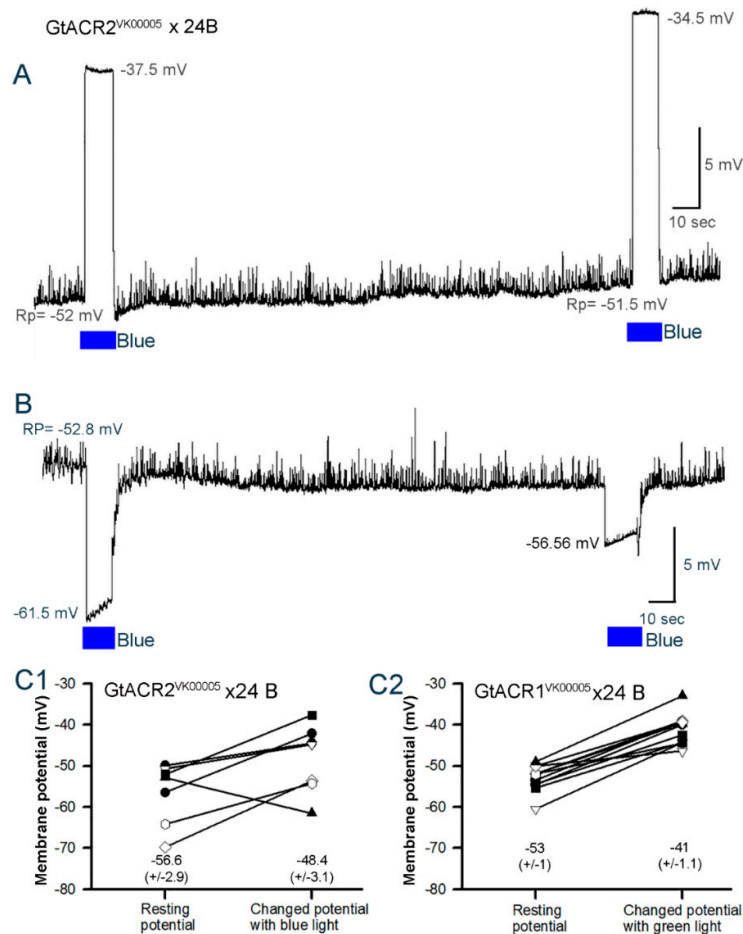 GtACR2VK00005 x 24B
A
-37.5 mV
-34.5 mV
5 mV
10 sec
Rp= -52 mV
Rp= -51.5 mV
Blue
Blue
B
RP= -52.8 mV
-56.56 mV
-61.5 mV
5 mV
10 sec
Blue
Blue
C1
GtACR2VK00005 x24 B
Membrane potential (mV)
-30
-40
-50
-60
-70
-80
-56.6
(+/-2.9)
-48.4
(+/-3.1)
Resting
potential
Changed potential
with blue light
C2
GtACR1VK00005 x24 B
Membrane potential (mV)
-30
-40
-50
-60
-70
-80
-53
(+/-1)
-41
(+/-1.1)
Resting
potential
Changed potential
with green light